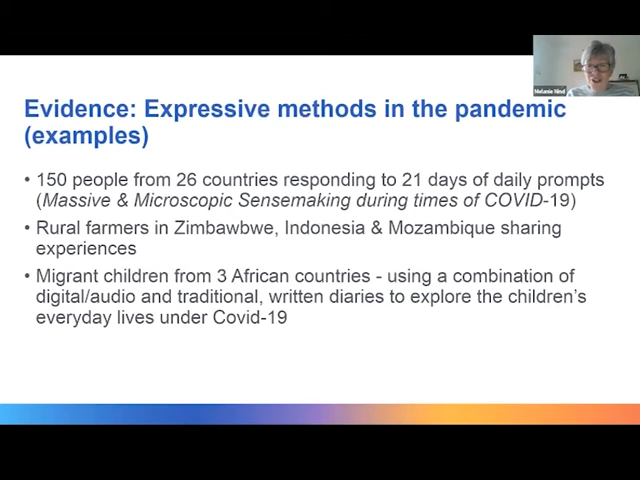 Melanie Nind
Evidence: Expressive methods in the pandemic
(examples)
• 150 people from 26 countries responding to 21 days of daily prompts
(Massive & Microscopic Sensemaking during times of COVID-19)
• Rural farmers in Zimbawbwe, Indonesia & Mozambique sharing
experiences
• Migrant children from 3 African countries - using a combination of
digital/audio and traditional, written diaries to explore the children's
everyday lives under Covid-19